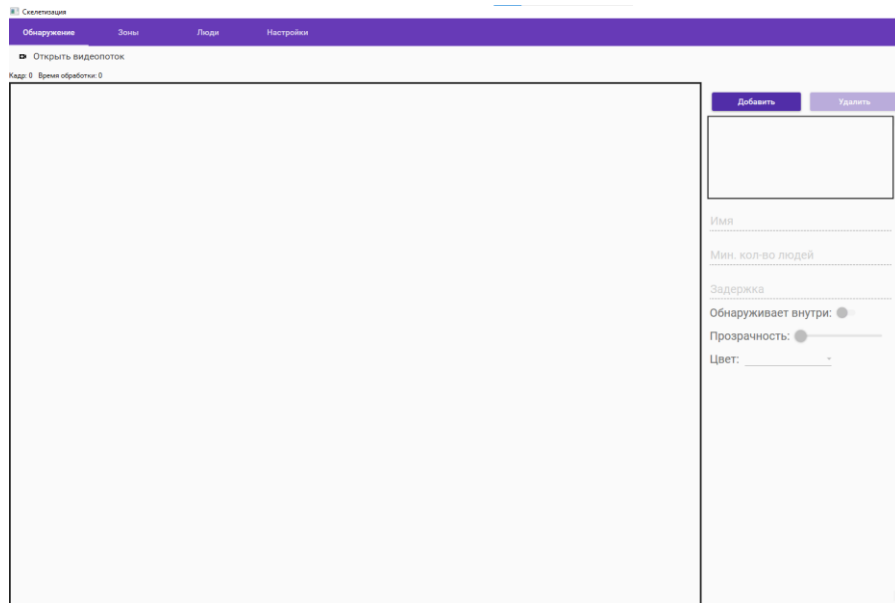 Скелетизация
Обнаружение Зоны Люди Настройки
Открыть видеопоток
Кадр: 0 Время обработки: 0
Добавить Удалить
Имя
Мин. кол-во людей
Задержка
Обнаруживает внутри:
Прозрачность:
Цвет: